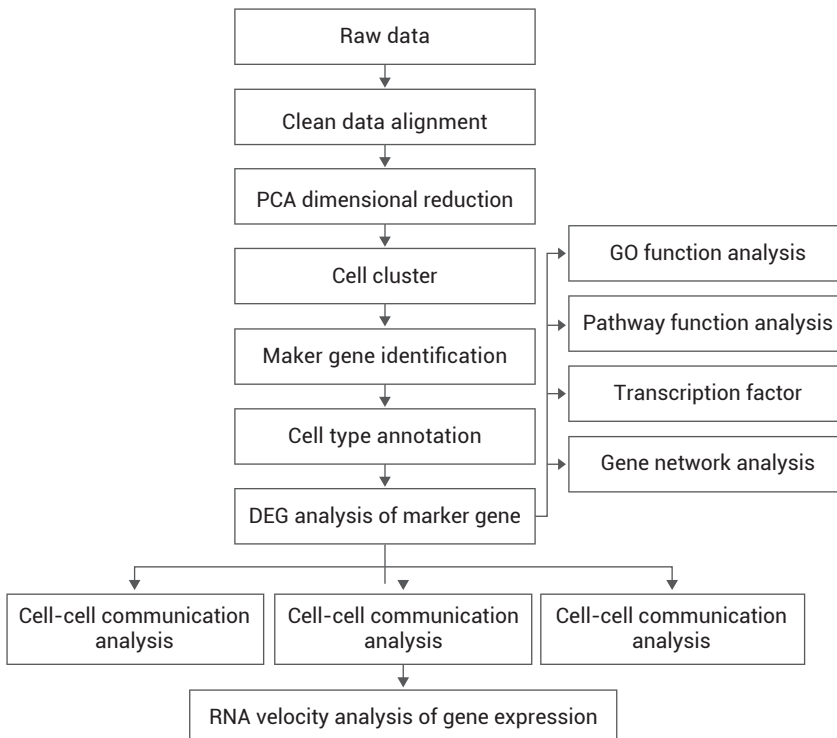 Raw data
Clean data alignment
PCA dimensional reduction
Cell cluster
Maker gene identification
Cell type annotation
DEG analysis of marker gene
GO function analysis
Pathway function analysis
Transcription factor
Gene network analysis
Cell-cell communication
analysis
Cell-cell communication
analysis
Cell-cell communication
analysis
RNA velocity analysis of gene expression